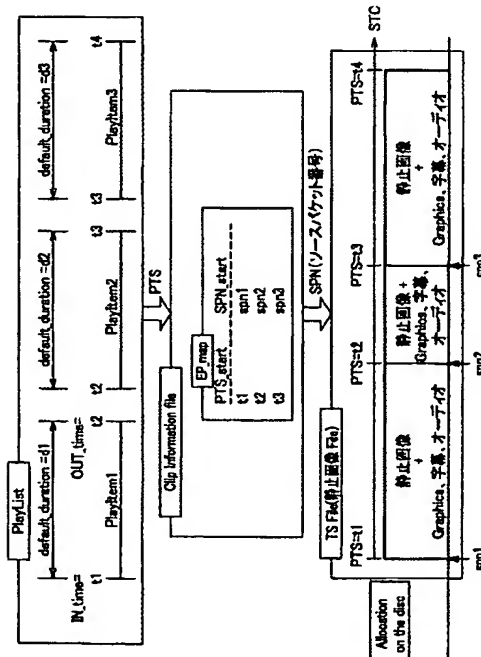 PlayList
default_duration =d1
default_duration =d2
default_duration =d3
IN_time=
OUT_time=
t1
t2
t2
t3
t3
t4
PlayItem1
PlayItem2
PlayItem3
PTS
Clip Information file
EP_map
PTS_start
SPN_start
t1
spn1
t2
spn2
t3
spn3
SPN(ソースパケット番号)
TS File(静止画像 File)
STC
PTS=t1
PTS=t2
PTS=t3
PTS=t4
静止画像
+
Graphics、字幕、オーディオ
静止画像 +
Graphics、字幕、
オーディオ
静止画像
+
Graphics、字幕、オーディオ
Allocation
on the disc
spn1
spn2
spn3